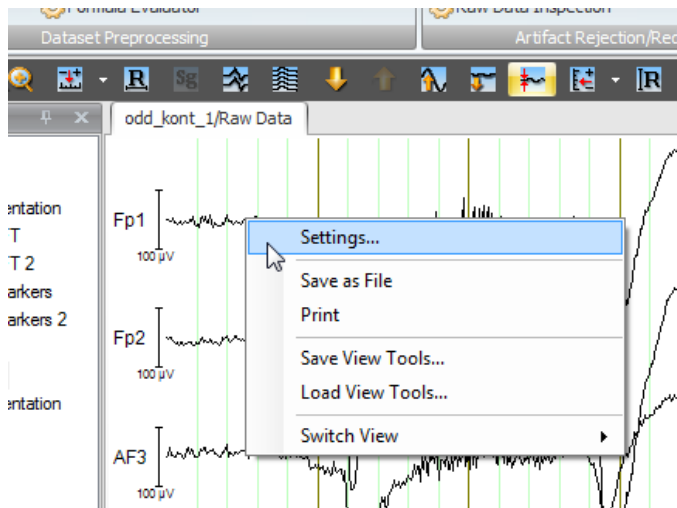 Formula Evaluator
Raw Data Inspection
Dataset Preprocessing
Artifact Rejection/Rec
R
Sg
R
odd_kont_1/Raw Data
entation
T
T 2
arkers
arkers 2
entation
Fp1
100 µV
Fp2
100 µV
AF3
100 µV
Settings...
Save as File
Print
Save View Tools...
Load View Tools...
Switch View